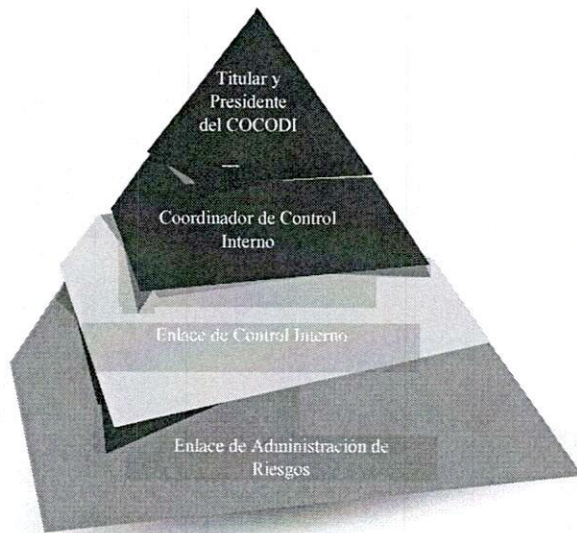 Titular y
Presidente
del COCODI
Coordinador de Control
Interno
Enlace de Control Interno
Enlace de Administración de
Riesgos